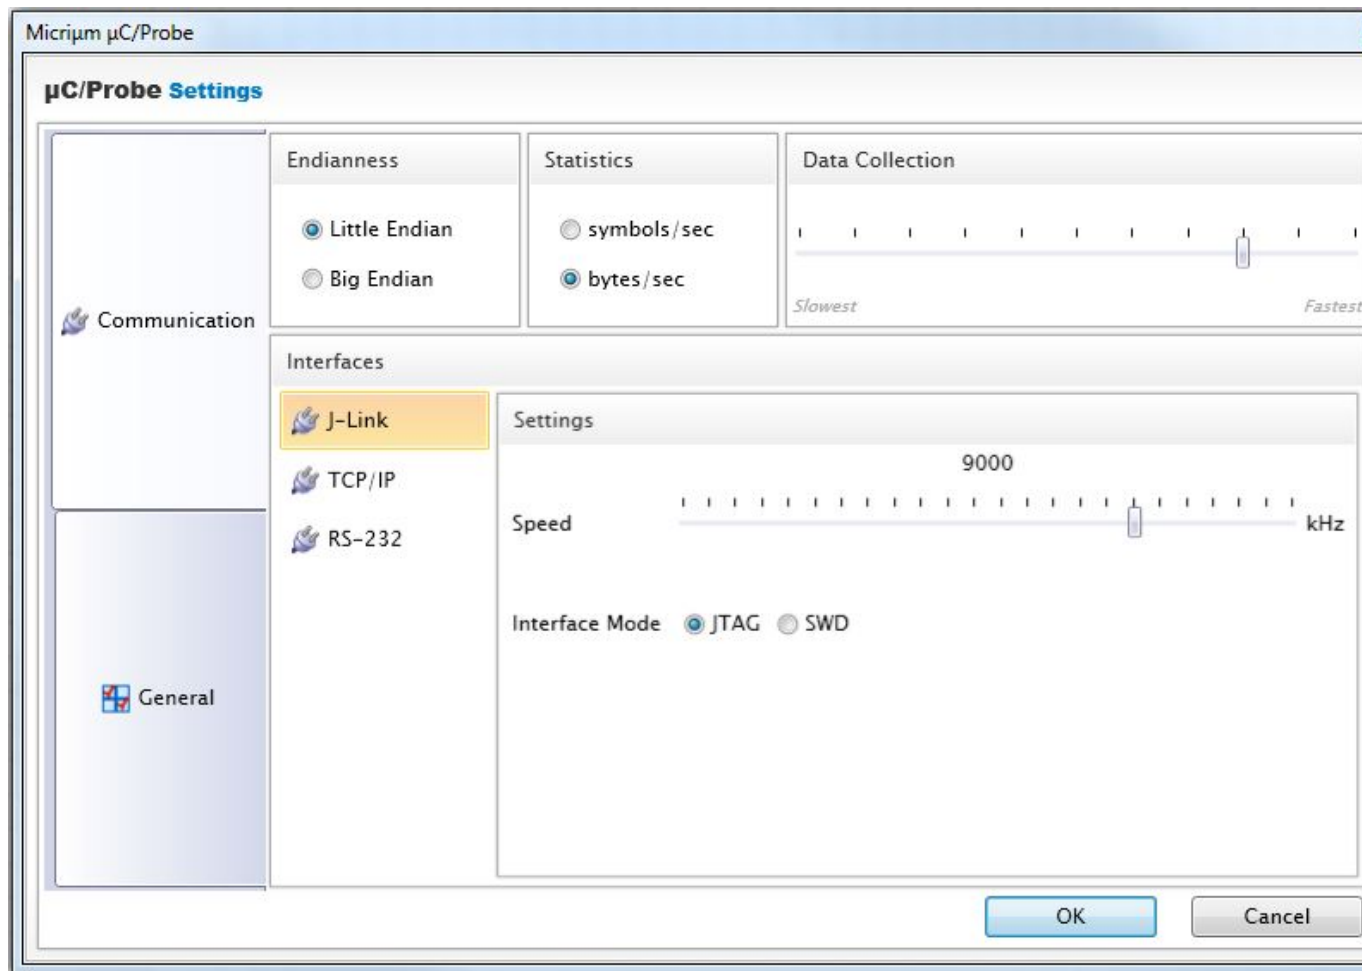 Micriµm µC/Probe
µC/Probe Settings
Communication
General
Endianness
Little Endian
Big Endian
Statistics
symbols/sec
bytes/sec
Data Collection
Slowest Fastest
Interfaces
J-Link
TCP/IP
RS-232
Settings
9000
Speed kHz
Interface Mode JTAG SWD
OK Cancel